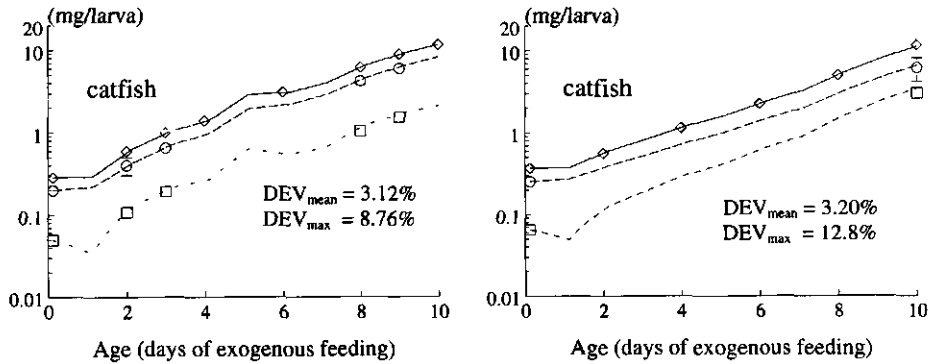 (mg/larva)
20
10
1
0.1
0.01
catfish
DEVmean = 3.12%
DEVmax = 8.76%
0 2 4 6 8 10
Age (days of exogenous feeding)
(mg/larva)
20
10
1
0.1
0.01
catfish
DEVmean = 3.20%
DEVmax = 12.8%
0 2 4 6 8 10
Age (days of exogenous feeding)